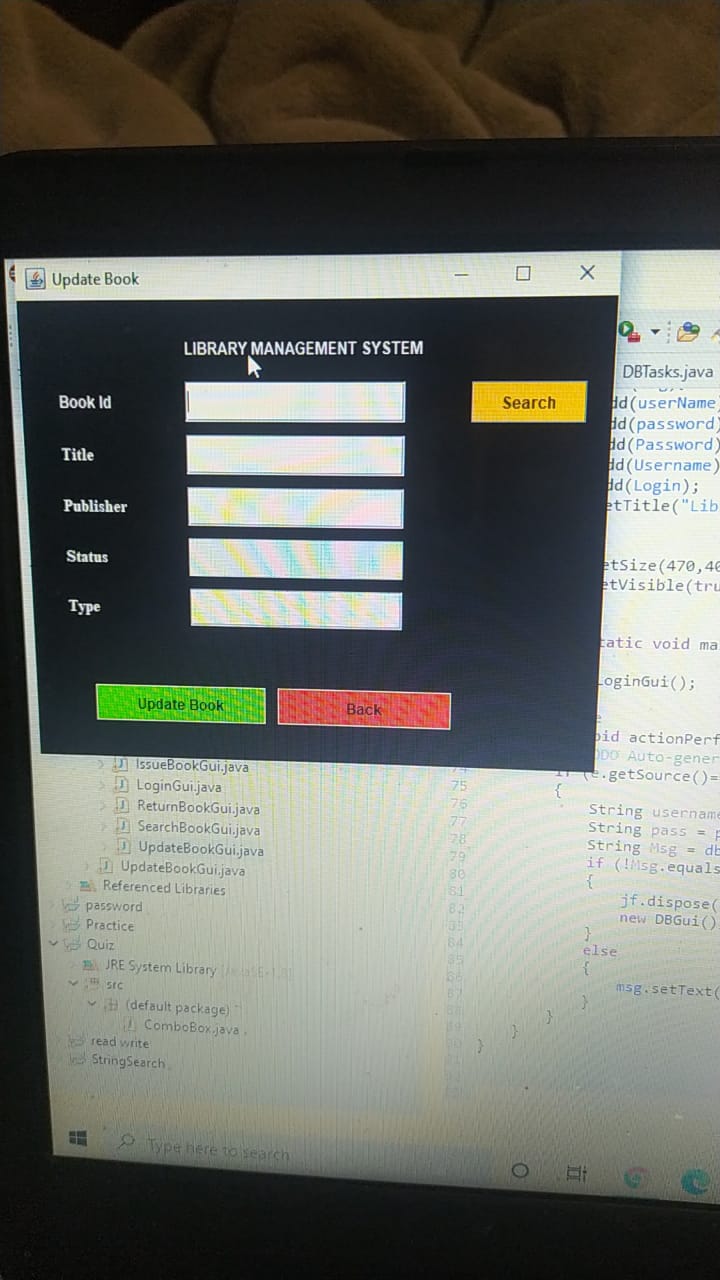 Update Book
LIBRARY MANAGEMENT SYSTEM
Book Id
Search
Title
Publisher
Status
Type
Update Book
Back
DBTasks.java
dd(userName
dd(password)
dd(Password)
dd(Username)
dd(Login);
etTitle("Lib
etSize(470,40
etVisible(tru
tatic void ma
LoginGui();
oid actionPerf
ODO Auto-gener
(e.getSource()=
{
String username
String pass = p
String Msg = db
if (!Msg.equals
{
jf.dispose(
new DBGui()
}
else
{
msg.setText(
}
}
}
}
75
76
77
78
79
80
81
82
84
IssueBookGui.java
LoginGui.java
ReturnBookGui.java
SearchBookGui.java
UpdateBookGui.java
UpdateBookGui.java
Referenced Libraries
password
Practice
Quiz
JRE System Library
src
(default package)
ComboBox.java
read write
StringSearch
Type here to search